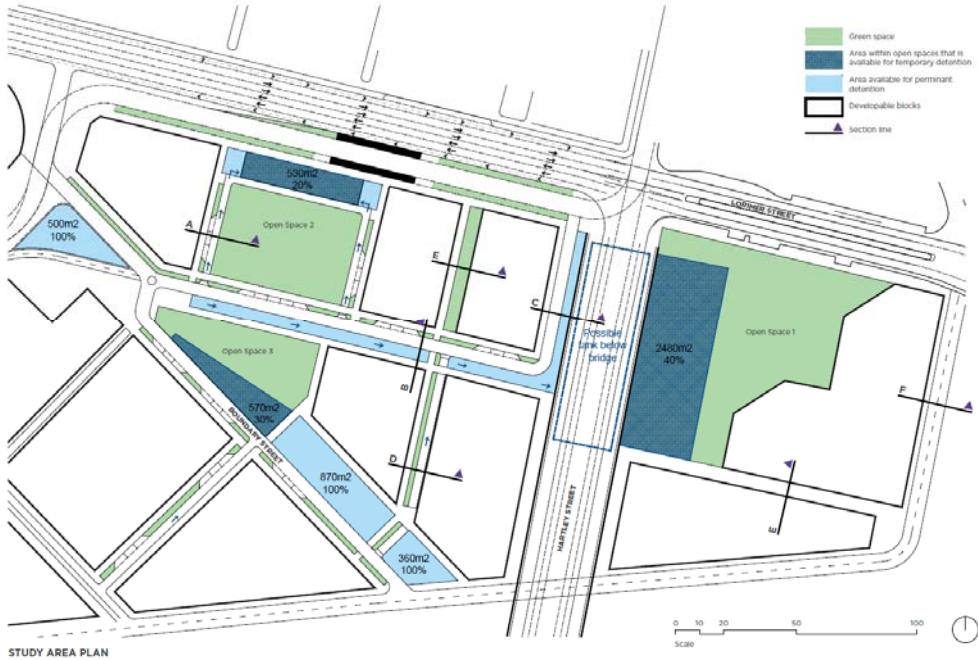 Green space
Area within open spaces that is
available for temporary detention
Area available for perminant
detention
Developable blocks
Section line
LORIMER STREET
530m2
20%
Open Space 2
A
500m2
100%
E
C
Possible
tank below
bridge
Open Space 1
2480m2
40%
Open Space 3
B
F
570m2
30%
BOUNDARY STREET
870m2
100%
D
HARTLEY STREET
E
360m2
100%
0 10 20 50 100
Scale
STUDY AREA PLAN